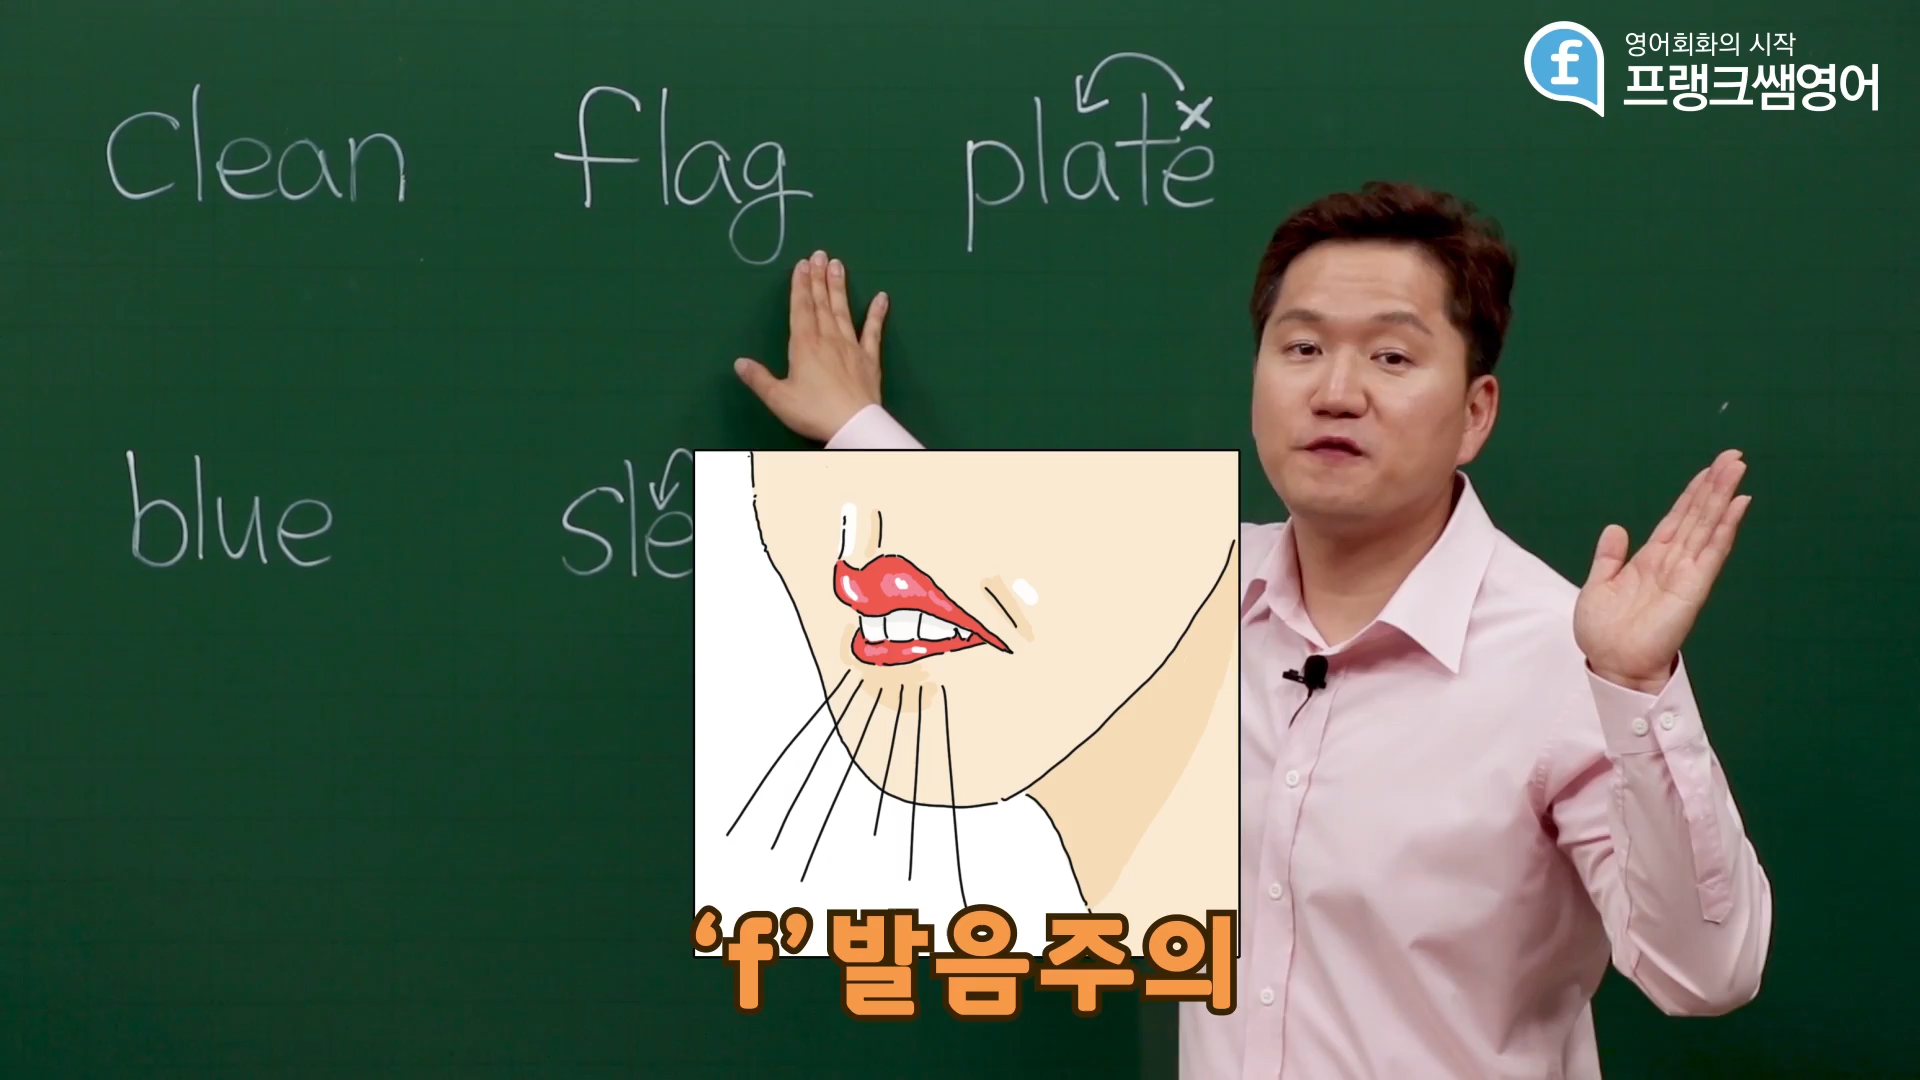 영어회화의 시작
프랭크쌤영어
Clean flag plate
blue
'f' 발음주의